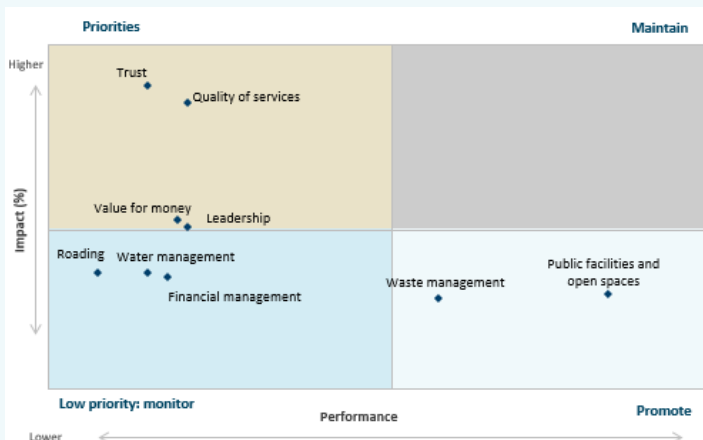 Priorities
Maintain
Higher
Trust
Quality of services
Value for money
Leadership
Impact (%)
Roading
Water management
Financial management
Waste management
Public facilities and
open spaces
Low priority: monitor
Performance
Promote
Lower